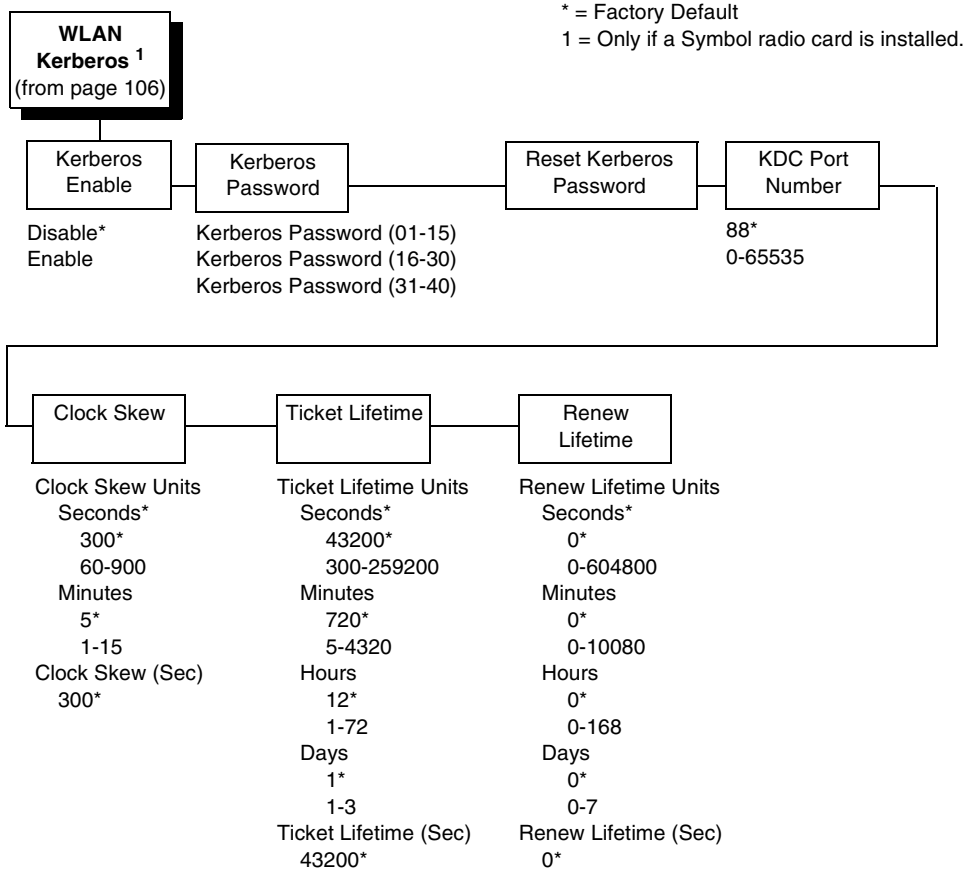 * = Factory Default
1 = Only if a Symbol radio card is installed.
WLAN
Kerberos 1
(from page 106)
Kerberos
Enable
Disable*
Enable
Kerberos
Password
Kerberos Password (01-15)
Kerberos Password (16-30)
Kerberos Password (31-40)
Reset Kerberos
Password
KDC Port
Number
88*
0-65535
Clock Skew
Clock Skew Units
Seconds*
300*
60-900
Minutes
5*
1-15
Clock Skew (Sec)
300*
Ticket Lifetime
Ticket Lifetime Units
Seconds*
43200*
300-259200
Minutes
720*
5-4320
Hours
12*
1-72
Days
1*
1-3
Ticket Lifetime (Sec)
43200*
Renew
Lifetime
Renew Lifetime Units
Seconds*
0*
0-604800
Minutes
0*
0-10080
Hours
0*
0-168
Days
0*
0-7
Renew Lifetime (Sec)
0*